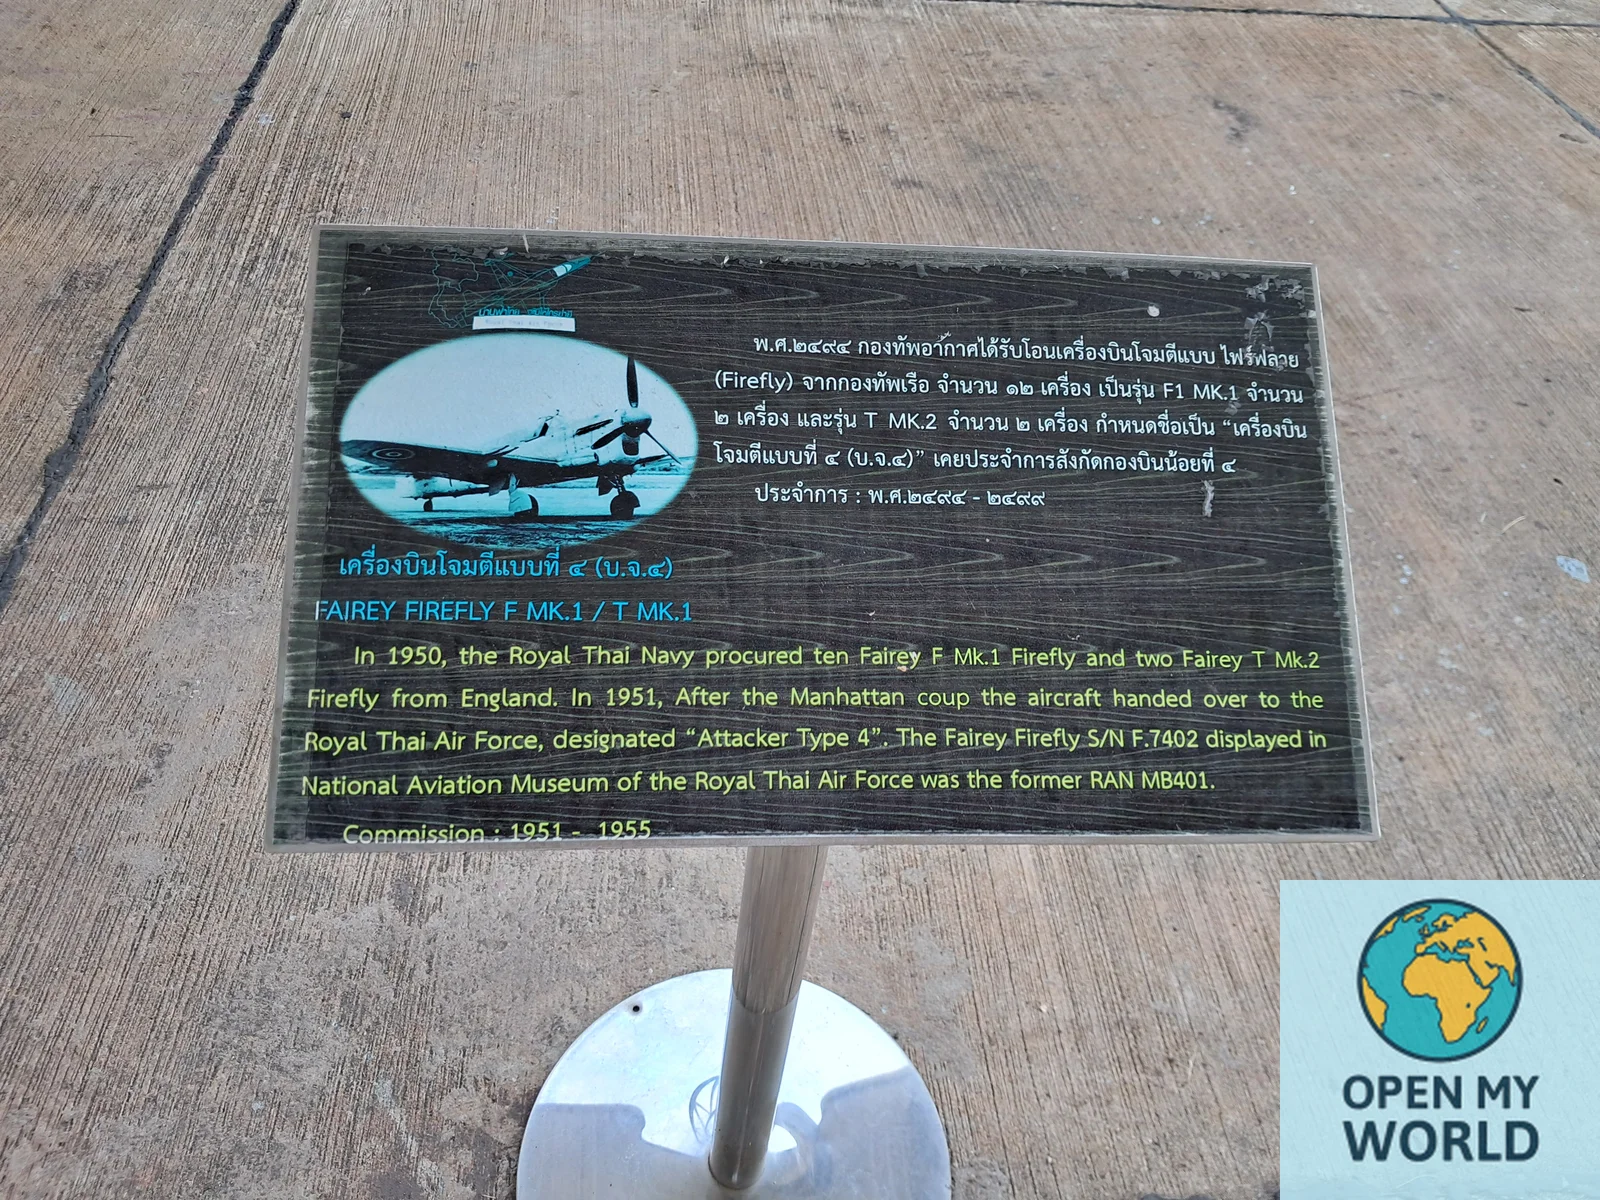 พ.ศ.๒๔๙๔ กองทัพอากาศได้รับโอนเครื่องบินโจมตีแบบ ไฟร์ฟลาย
(Firefly) จากกองทัพเรือ จำนวน ๑๒ เครื่อง เป็นรุ่น F1 MK.1 จำนวน
๒ เครื่อง และรุ่น T MK.2 จำนวน ๒ เครื่อง กำหนดชื่อเป็น “เครื่องบิน
โจมตีแบบที่ ๔ (บ.จ.๔)” เคยประจำการสังกัดกองบินน้อยที่ ๔
ประจำการ : พ.ศ.๒๔๙๔ - ๒๔๙๙
เครื่องบินโจมตีแบบที่ ๔ (บ.จ.๔)
FAIREY FIREFLY F MK.1 / T MK.1
In 1950, the Royal Thai Navy procured ten Fairey F Mk.1 Firefly and two Fairey T Mk.2
Firefly from England. In 1951, After the Manhattan coup the aircraft handed over to the
Royal Thai Air Force, designated “Attacker Type 4”. The Fairey Firefly S/N F.7402 displayed in
National Aviation Museum of the Royal Thai Air Force was the former RAN MB401.
Commission : 1951 - 1955
OPEN MY
WORLD